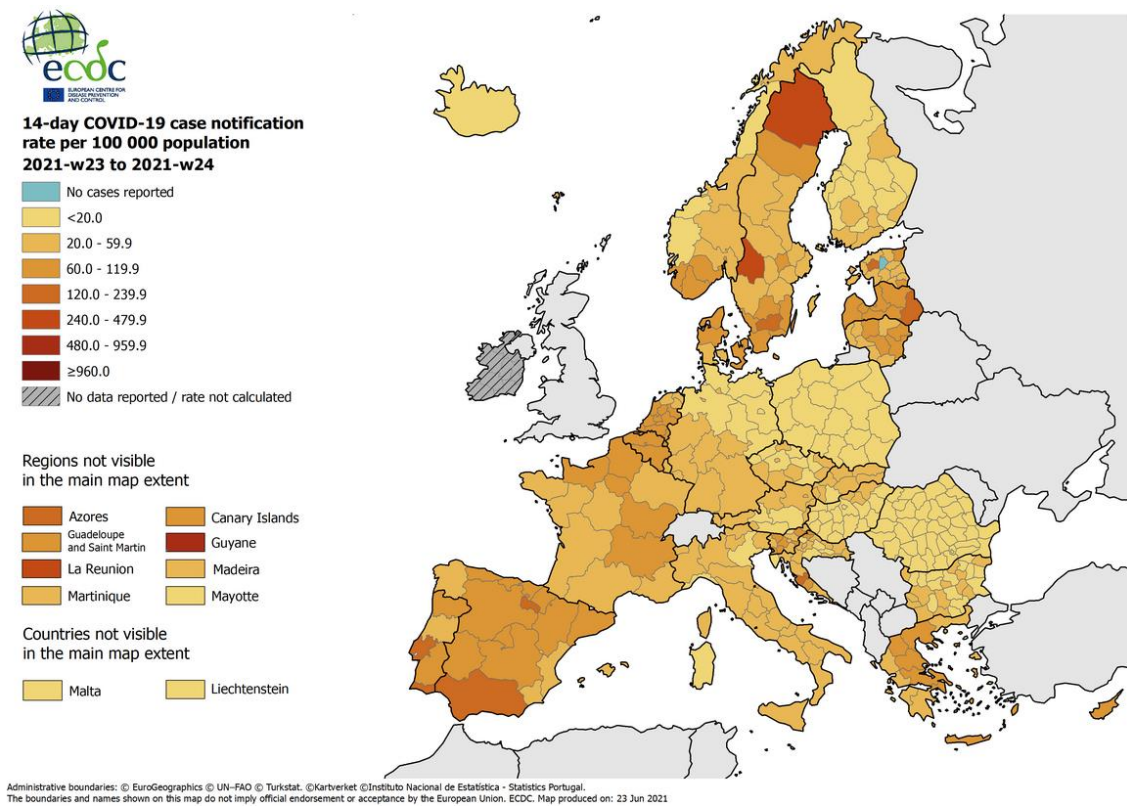 ecdc
EUROPEAN CENTRE FOR
DISEASE PREVENTION
AND CONTROL
14-day COVID-19 case notification
rate per 100 000 population
2021-w23 to 2021-w24
No cases reported
<20.0
20.0 - 59.9
60.0 - 119.9
120.0 - 239.9
240.0 - 479.9
480.0 - 959.9
≥960.0
No data reported / rate not calculated
Regions not visible
in the main map extent
Azores
Canary Islands
Guadeloupe
and Saint Martin
Guyane
La Reunion
Madeira
Martinique
Mayotte
Countries not visible
in the main map extent
Malta
Liechtenstein
Administrative boundaries: © EuroGeographics © UN–FAO © Turkstat. ©Kartverket ©Instituto Nacional de Estatística - Statistics Portugal.
The boundaries and names shown on this map do not imply official endorsement or acceptance by the European Union. ECDC. Map produced on: 23 Jun 2021